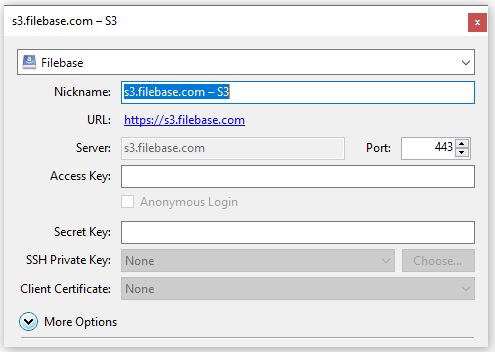 s3.filebase.com – S3
x
Filebase
Nickname: s3.filebase.com – S3
URL: https://s3.filebase.com
Server: s3.filebase.com Port: 443
Access Key:
Anonymous Login
Secret Key:
SSH Private Key: None Choose...
Client Certificate: None
More Options